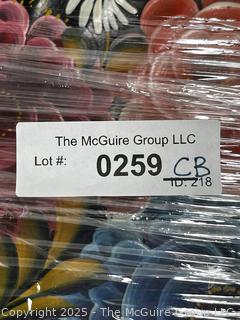 The McGuire Group LLC
Lot #: 0259 CB
ID: 218
Copyright 2025 - The McGuire Group LLC